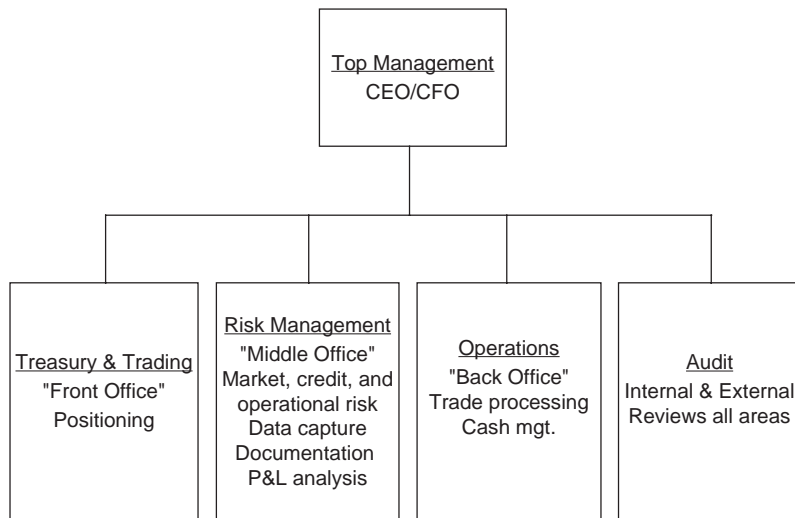 Top Management
CEO/CFO
Treasury & Trading
"Front Office"
Positioning
Risk Management
"Middle Office"
Market, credit, and
operational risk
Data capture
Documentation
P&L analysis
Operations
"Back Office"
Trade processing
Cash mgt.
Audit
Internal & External
Reviews all areas